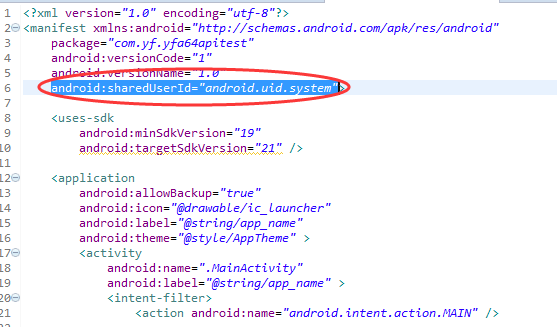 1 <?xml version="1.0" encoding="utf-8"?>
2 <manifest xmlns:android="http://schemas.android.com/apk/res/android"
3 package="com.yf.yfa64apitest"
4 android:versionCode="1"
5 android:versionName="1.0"
6 android:sharedUserId="android.uid.system">
7
8 <uses-sdk
9 android:minSdkVersion="19"
10 android:targetSdkVersion="21" />
11
12 <application
13 android:allowBackup="true"
14 android:icon="@drawable/ic_launcher"
15 android:label="@string/app_name"
16 android:theme="@style/AppTheme" >
17 <activity
18 android:name=".MainActivity"
19 android:label="@string/app_name" >
20 <intent-filter>
21 <action android:name="android.intent.action.MAIN" />